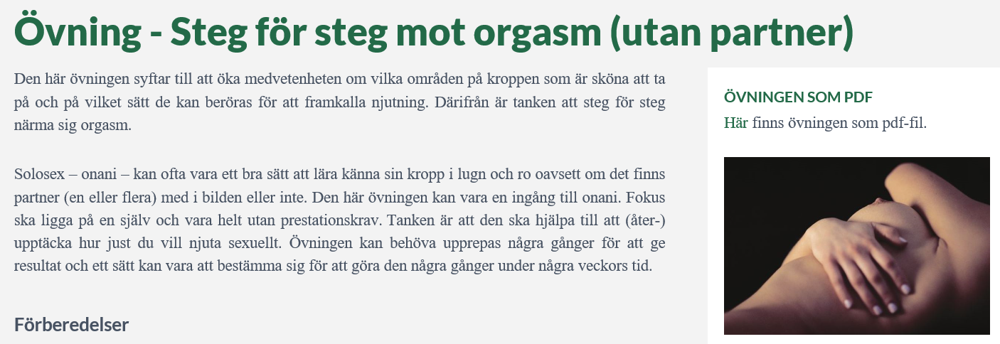 Övning - Steg för steg mot orgasm (utan partner)
Den här övningen syftar till att öka medvetenheten om vilka områden på kroppen som är sköna att ta
på och på vilket sätt de kan beröras för att framkalla njutning. Därifrån är tanken att steg för steg
närma sig orgasm.
Solosex – onani – kan ofta vara ett bra sätt att lära känna sin kropp i lugn och ro oavsett om det finns
partner (en eller flera) med i bilden eller inte. Den här övningen kan vara en ingång till onani. Fokus
ska ligga på en själv och vara helt utan prestationskrav. Tanken är att den ska hjälpa till att (åter-)
upptäcka hur just du vill njuta sexuellt. Övningen kan behöva upprepas några gånger för att ge
resultat och ett sätt kan vara att bestämma sig för att göra den några gånger under några veckors tid.
Förberedelser
ÖVNINGEN SOM PDF
Här finns övningen som pdf-fil.